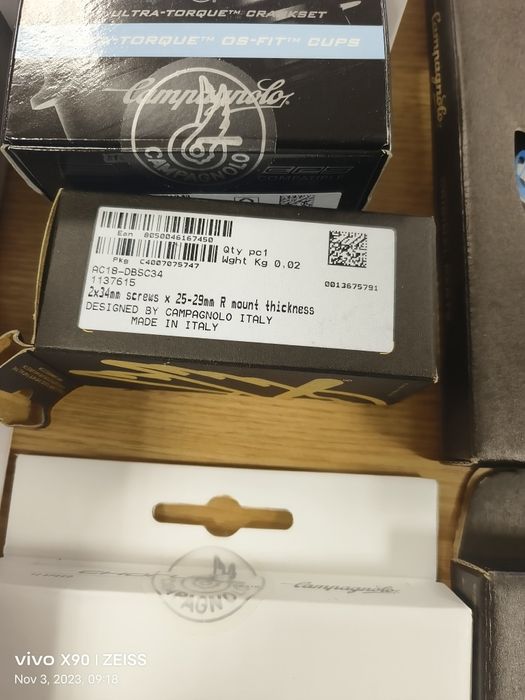 ULTRA-TORQUE™ CRANKSET
-TORQUE™ OS-FIT™ CUPS
Campagnolo
CAMPAGNOLO
Campagnolo
Ean 8050046167450
PKG C4007075747
Qty pc1
Wght Kg 0,02
0013675791
AC18-DBSC34
1137615
2x34mm screws x 25-29mm R mount thickness
DESIGNED BY CAMPAGNOLO ITALY
MADE IN ITALY
Campagnolo
vivo X90 | ZEISS
Nov 3, 2023, 09:18